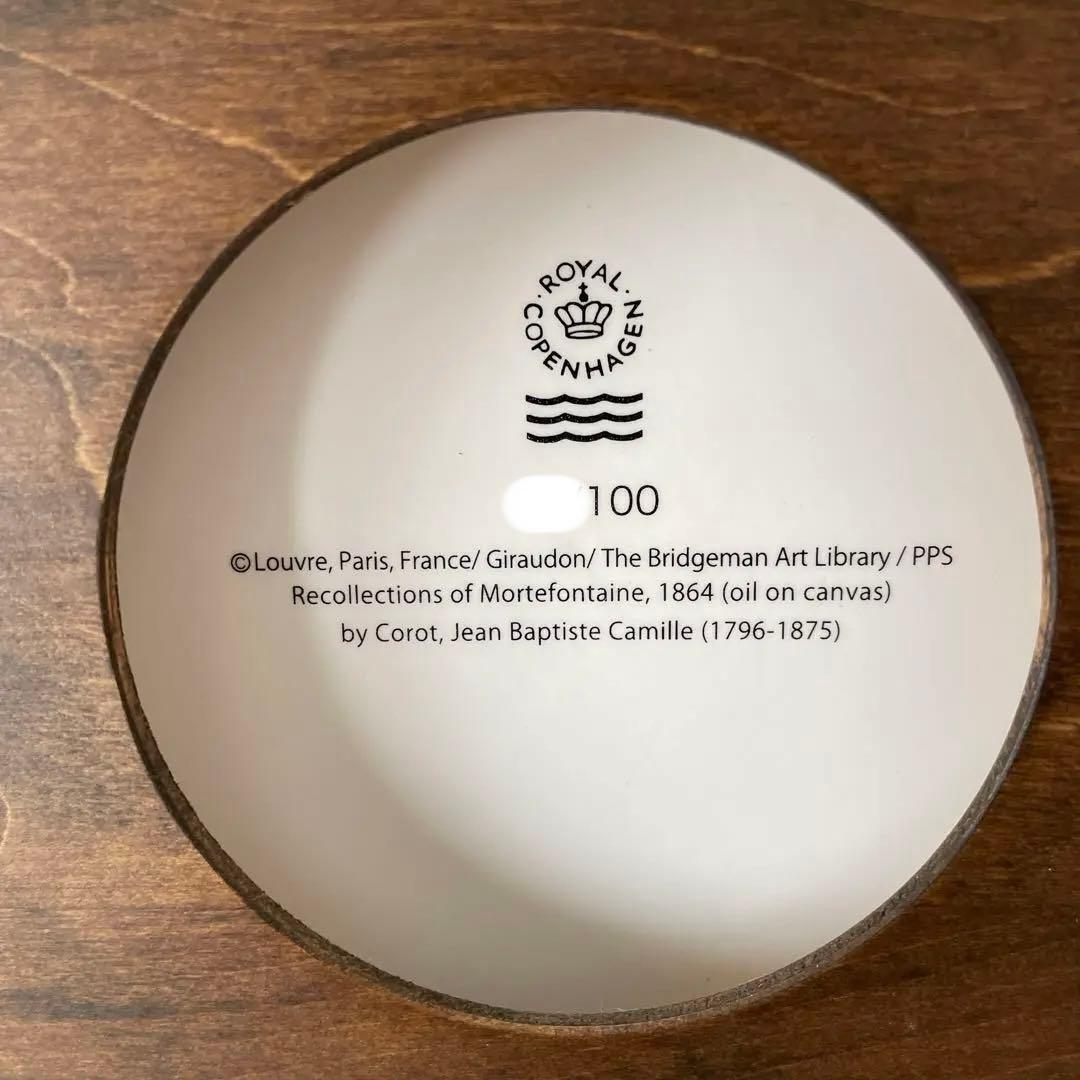 ·ROYAL·
COPENHAGEN
/100
©Louvre, Paris, France/ Giraudon/ The Bridgeman Art Library / PPS
Recollections of Mortefontaine, 1864 (oil on canvas)
by Corot, Jean Baptiste Camille (1796-1875)